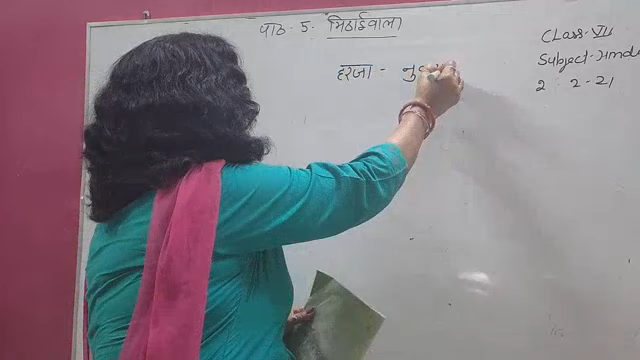 पाठ - 5 - मिठाईवाला
Class - VII
Subject - Hindi
हरजा - नुक
2 - 2 - 21